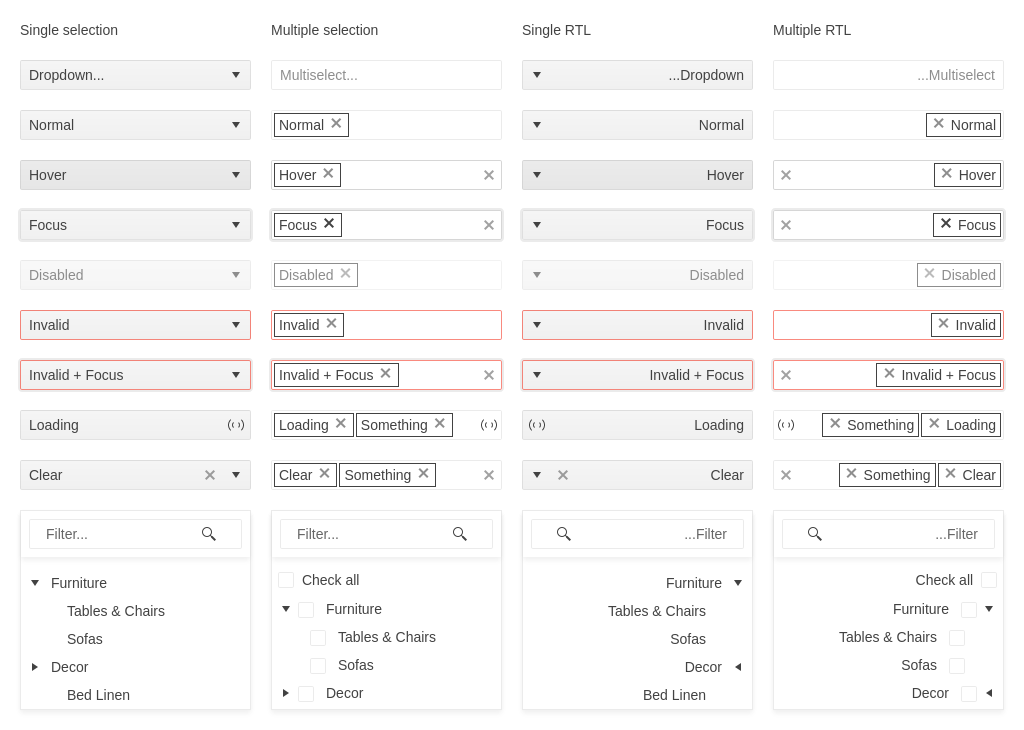 Single selection
Multiple selection
Single RTL
Multiple RTL
Dropdown...
Multiselect...
...Dropdown
...Multiselect
Normal
Normal
Normal
Normal
Hover
Hover
Hover
Hover
Focus
Focus
Focus
Focus
Disabled
Disabled
Disabled
Disabled
Invalid
Invalid
Invalid
Invalid
Invalid + Focus
Invalid + Focus
Invalid + Focus
Invalid + Focus
Loading
Loading Something
Loading
Something Loading
Clear
Clear Something
Clear
Something Clear
Filter...
Furniture
Tables & Chairs
Sofas
Decor
Bed Linen
Filter...
Check all
Furniture
Tables & Chairs
Sofas
Decor
...Filter
Furniture
Tables & Chairs
Sofas
Decor
Bed Linen
...Filter
Check all
Furniture
Tables & Chairs
Sofas
Decor